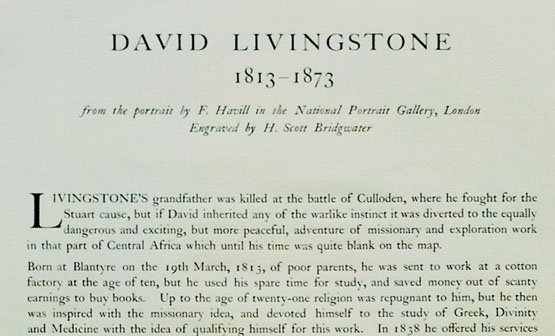 DAVID LIVINGSTONE
1813–1873
from the portrait by F. Havill in the National Portrait Gallery, London
Engraved by H. Scott Bridgwater
LIVINGSTONE'S grandfather was killed at the battle of Culloden, where he fought for the
Stuart cause, but if David inherited any of the warlike instinct it was diverted to the equally
dangerous and exciting, but more peaceful, adventure of missionary and exploration work
in that part of Central Africa which until his time was quite blank on the map.
Born at Blantyre on the 19th March, 1813, of poor parents, he was sent to work at a cotton
factory at the age of ten, but he used his spare time for study, and saved money out of scanty
earnings to buy books. Up to the age of twenty-one religion was repugnant to him, but he then
was inspired with the missionary idea, and devoted himself to the study of Greek, Divinity
and Medicine with the idea of qualifying himself for this work. In 1838 he offered his services